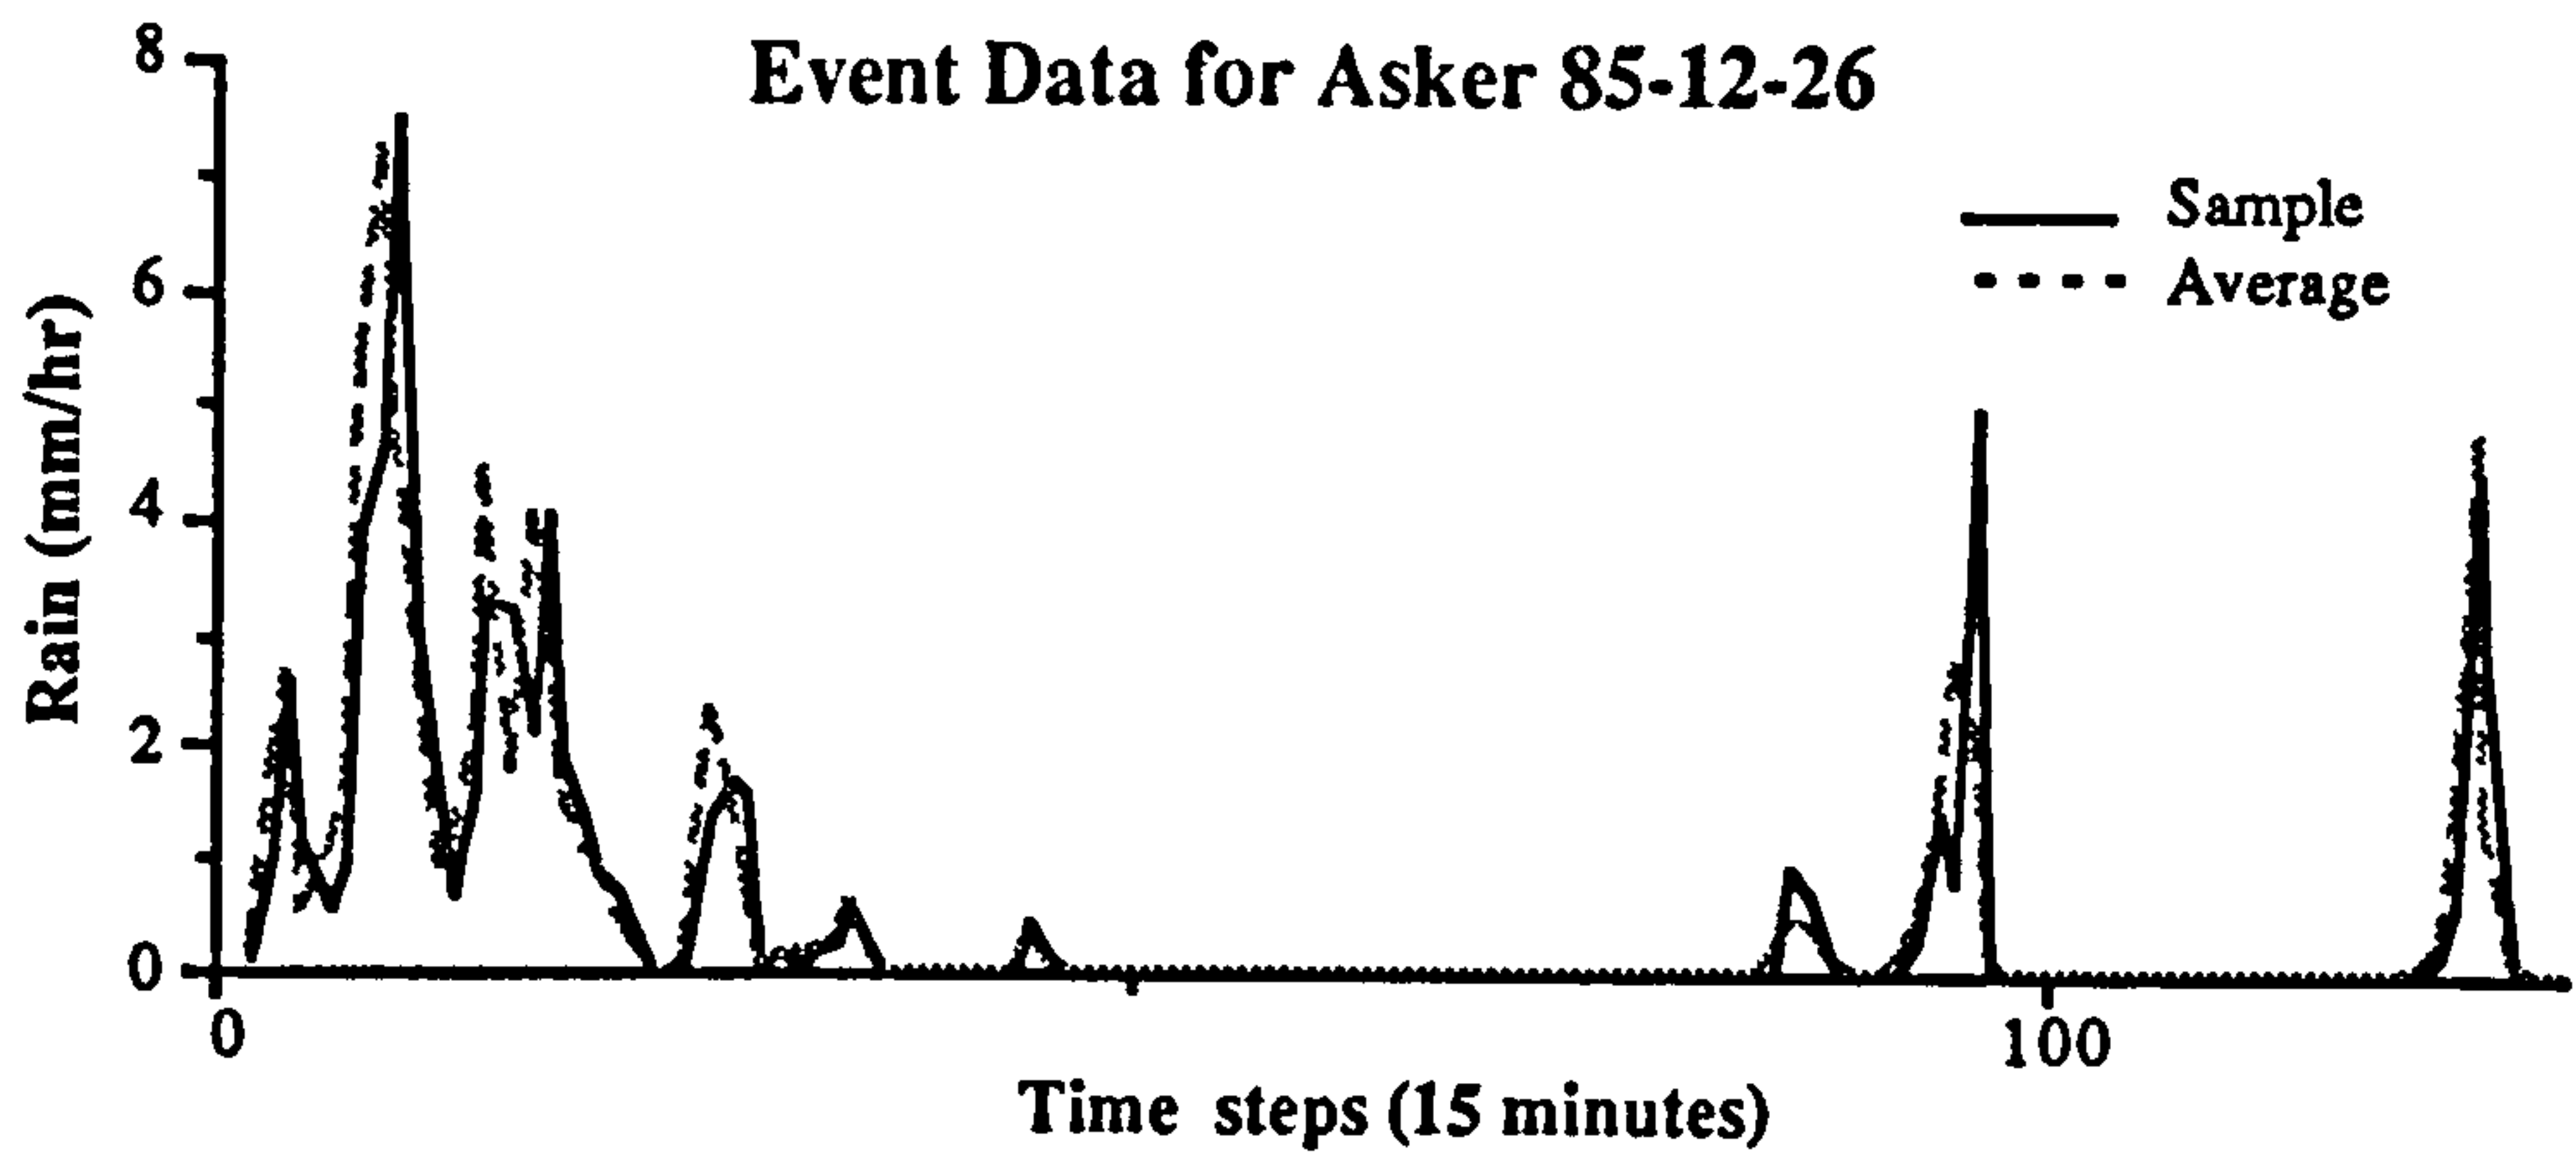 Event Data for Asker 85-12-26
8
6
4
2
0
Rain (mm/hr)
Sample
Average
0
100
Time steps (15 minutes)